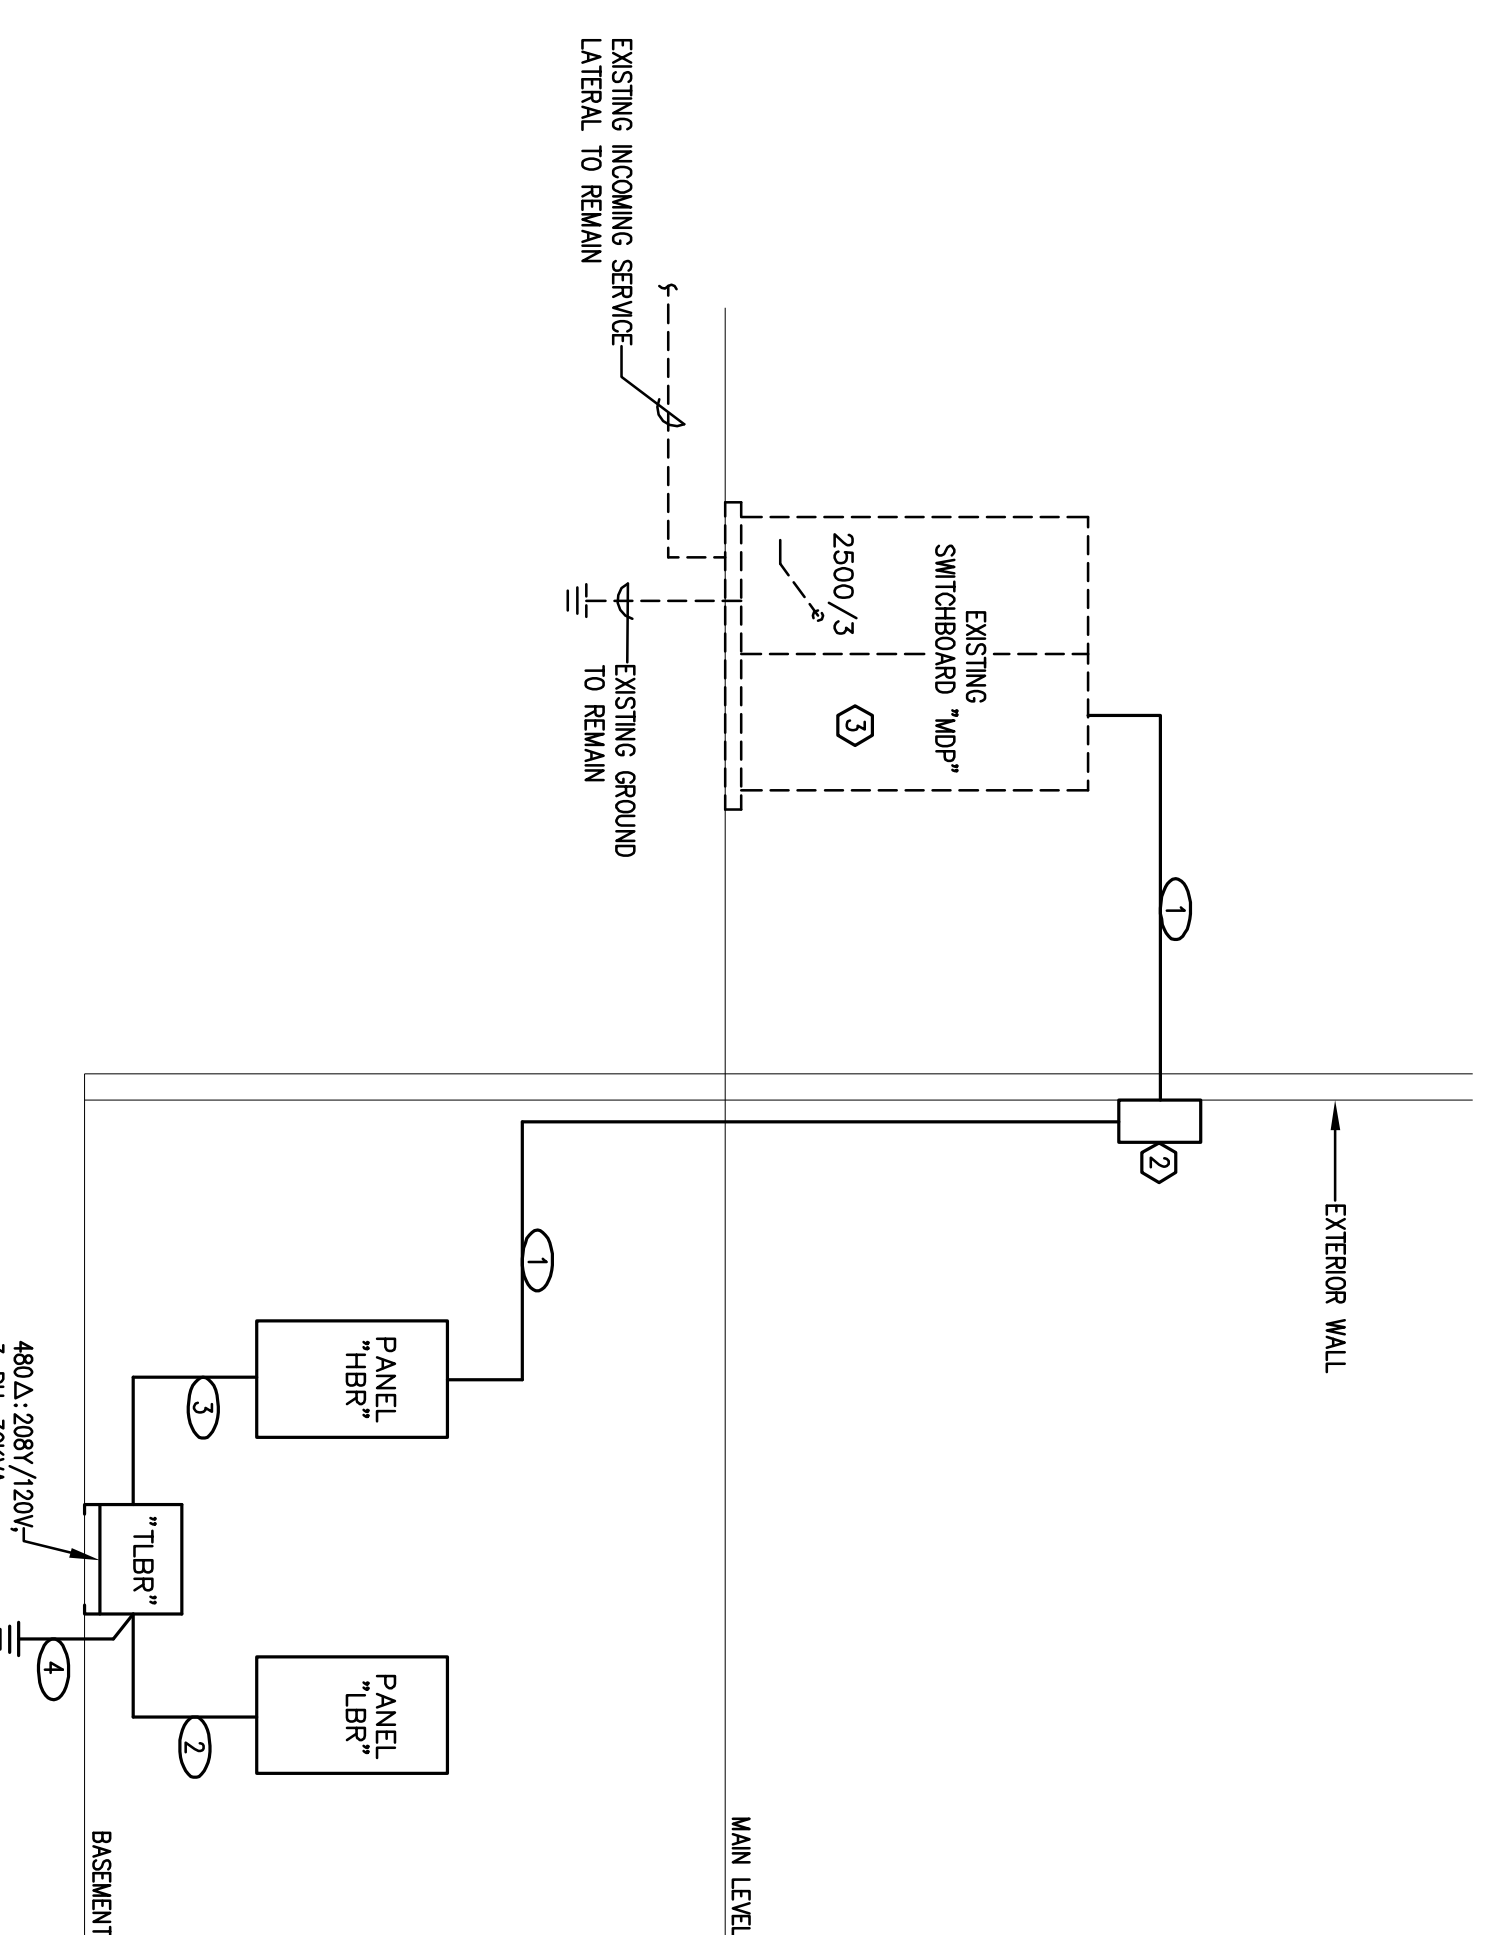 EXTERIOR WALL
1
2
EXISTING
SWITCHBOARD "MDP"
2500/3
3
MAIN LEVEL
EXISTING INCOMING SERVICE
LATERAL TO REMAIN
EXISTING GROUND
TO REMAIN
1
PANEL
"HBR"
PANEL
"LBR"
3
2
"TLBR"
BASEMENT
4
480Δ:208Y/120V,